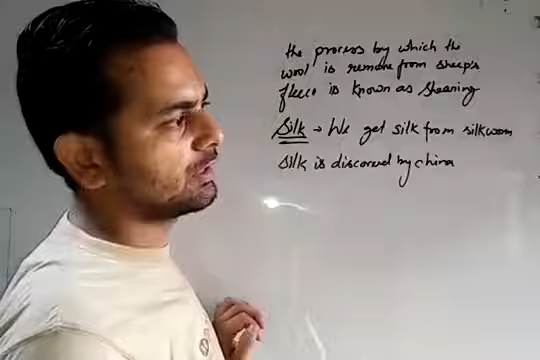 the process by which the
wool is remove from sheep's
fleece is known as Shearing
Silk → We get silk from silkworm
Silk is discovered by china